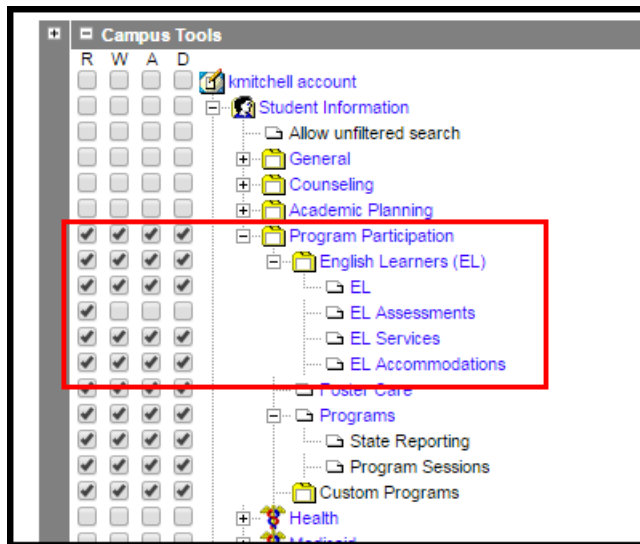 Campus Tools
R W A D
kmitchell account
Student Information
Allow unfiltered search
General
Counseling
Academic Planning
Program Participation
English Learners (EL)
EL
EL Assessments
EL Services
EL Accommodations
Foster Care
Programs
State Reporting
Program Sessions
Custom Programs
Health
Medicaid